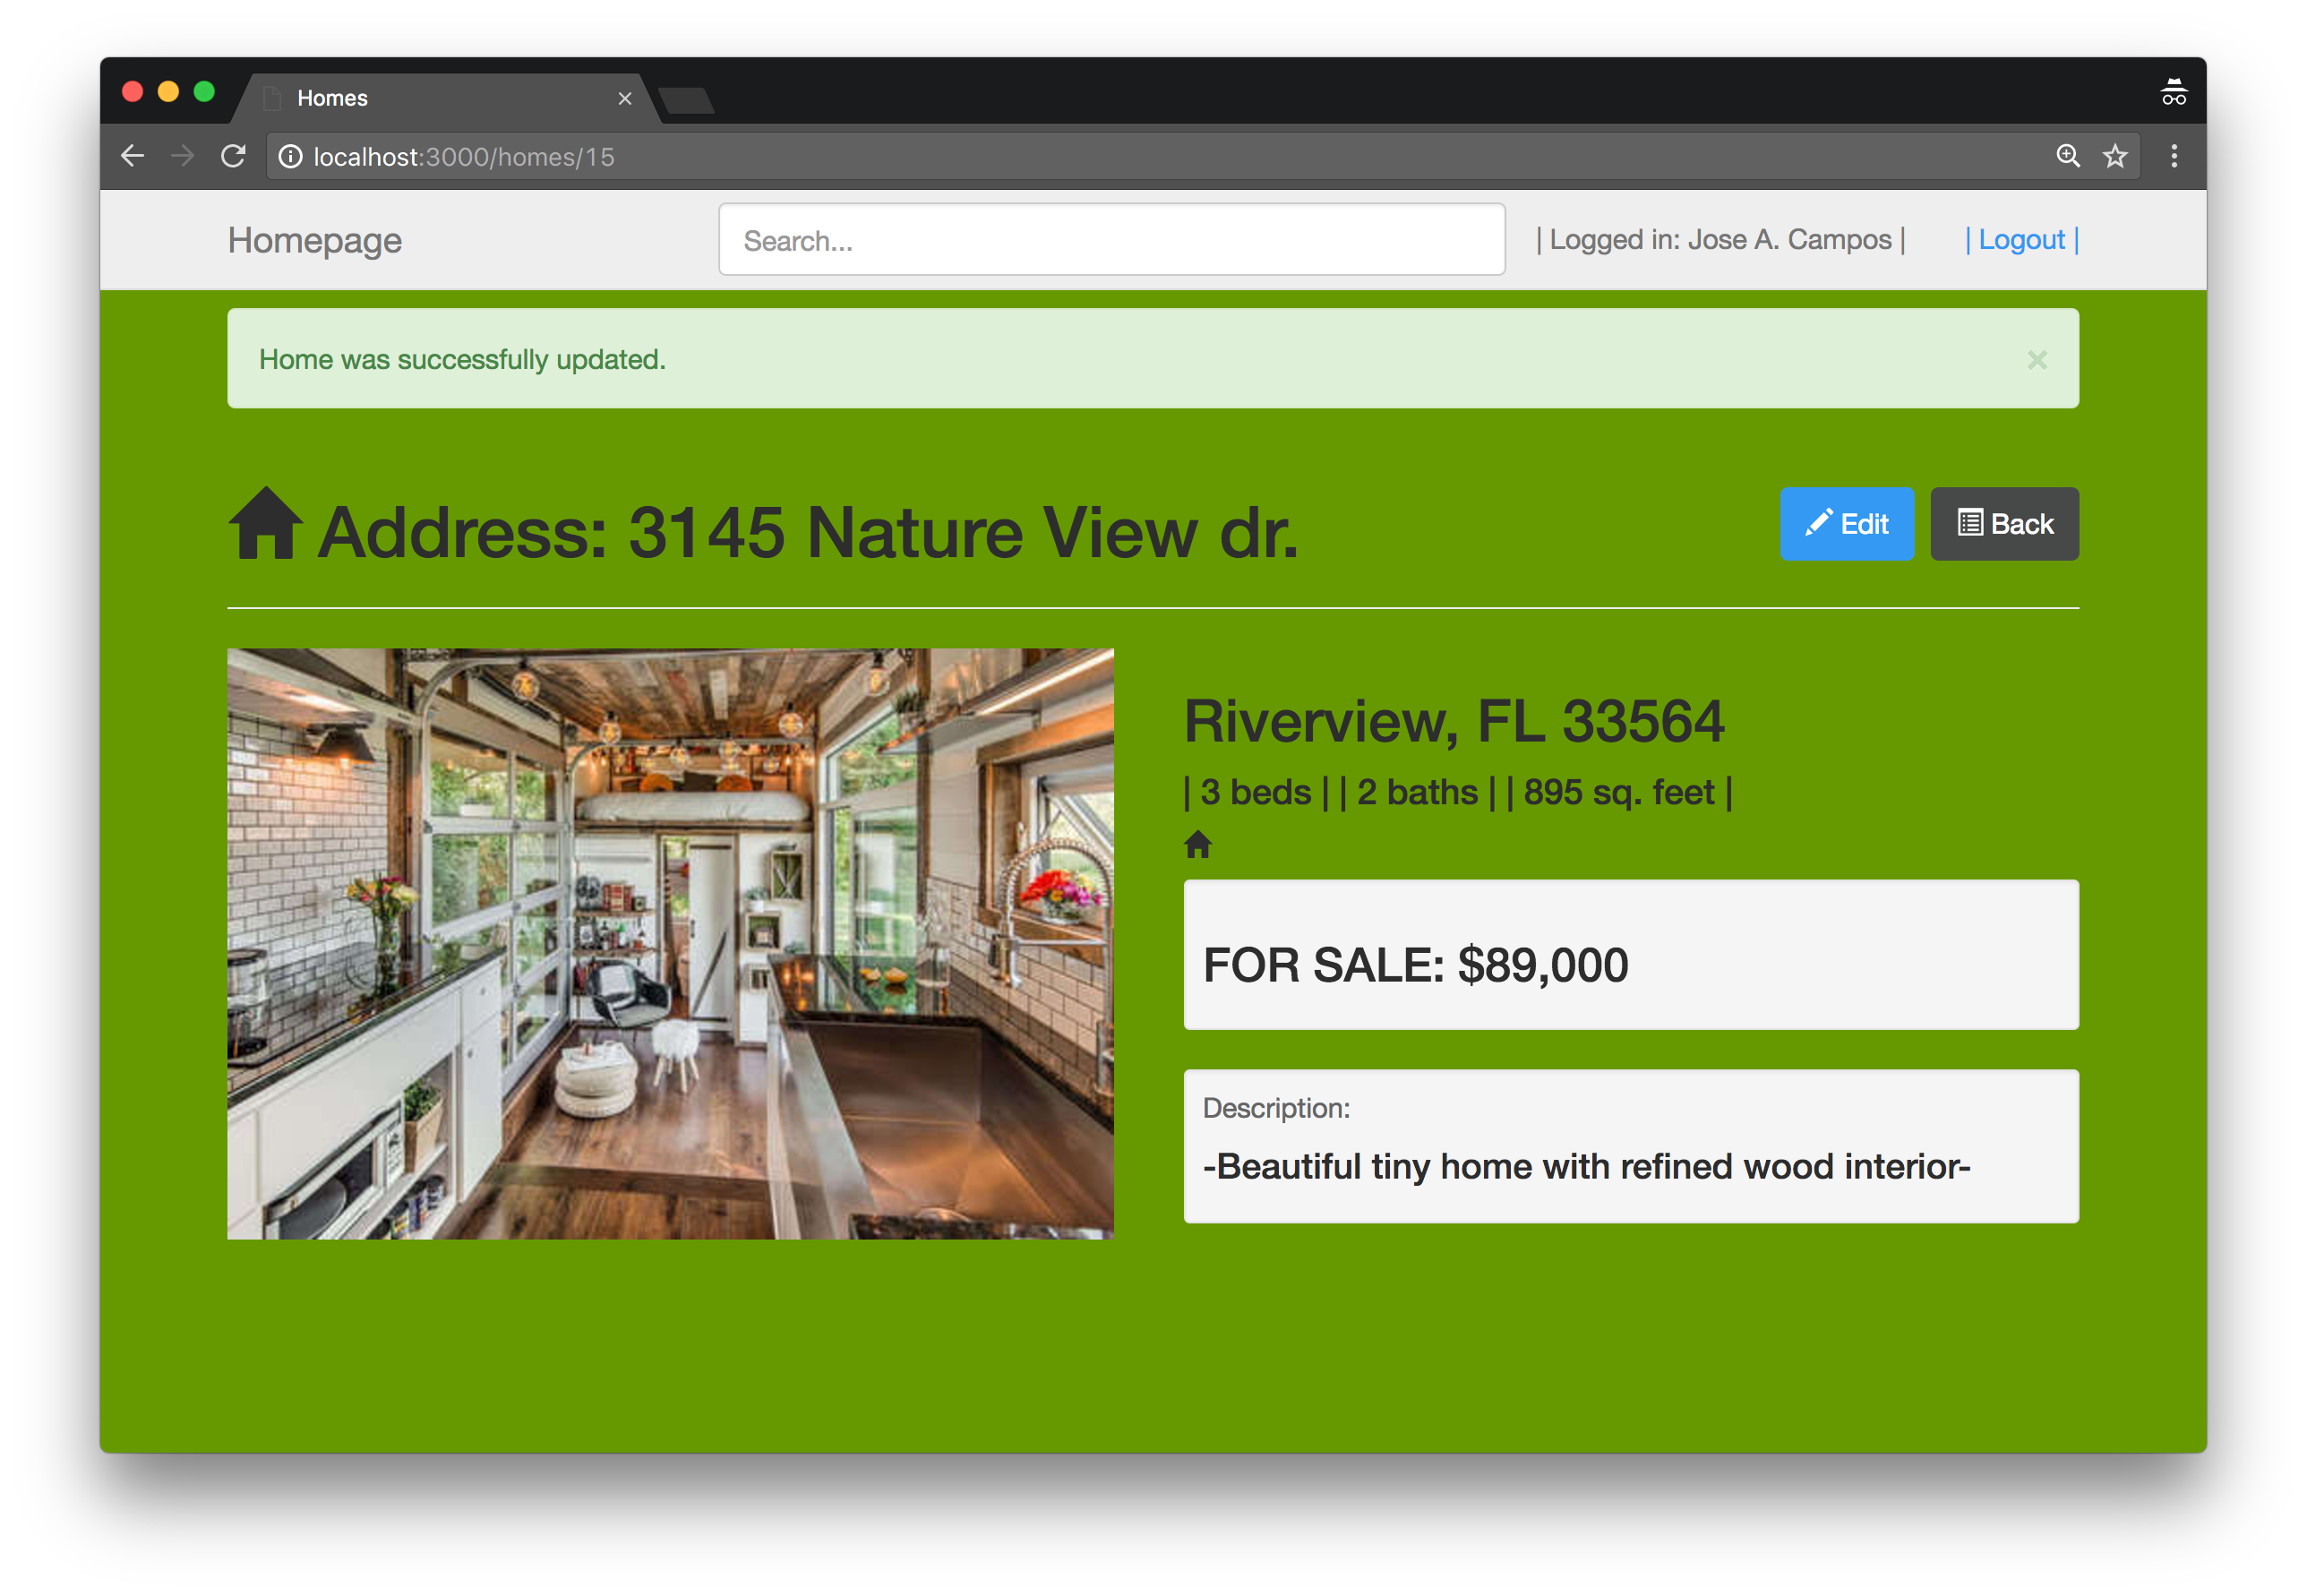 Homes
localhost:3000/homes/15
Homepage
Search...
| Logged in: Jose A. Campos |
| Logout |
Home was successfully updated.
×
Address: 3145 Nature View dr.
Edit
Back
Riverview, FL 33564
| 3 beds | | 2 baths | | 895 sq. feet |
FOR SALE: $89,000
Description:
-Beautiful tiny home with refined wood interior-